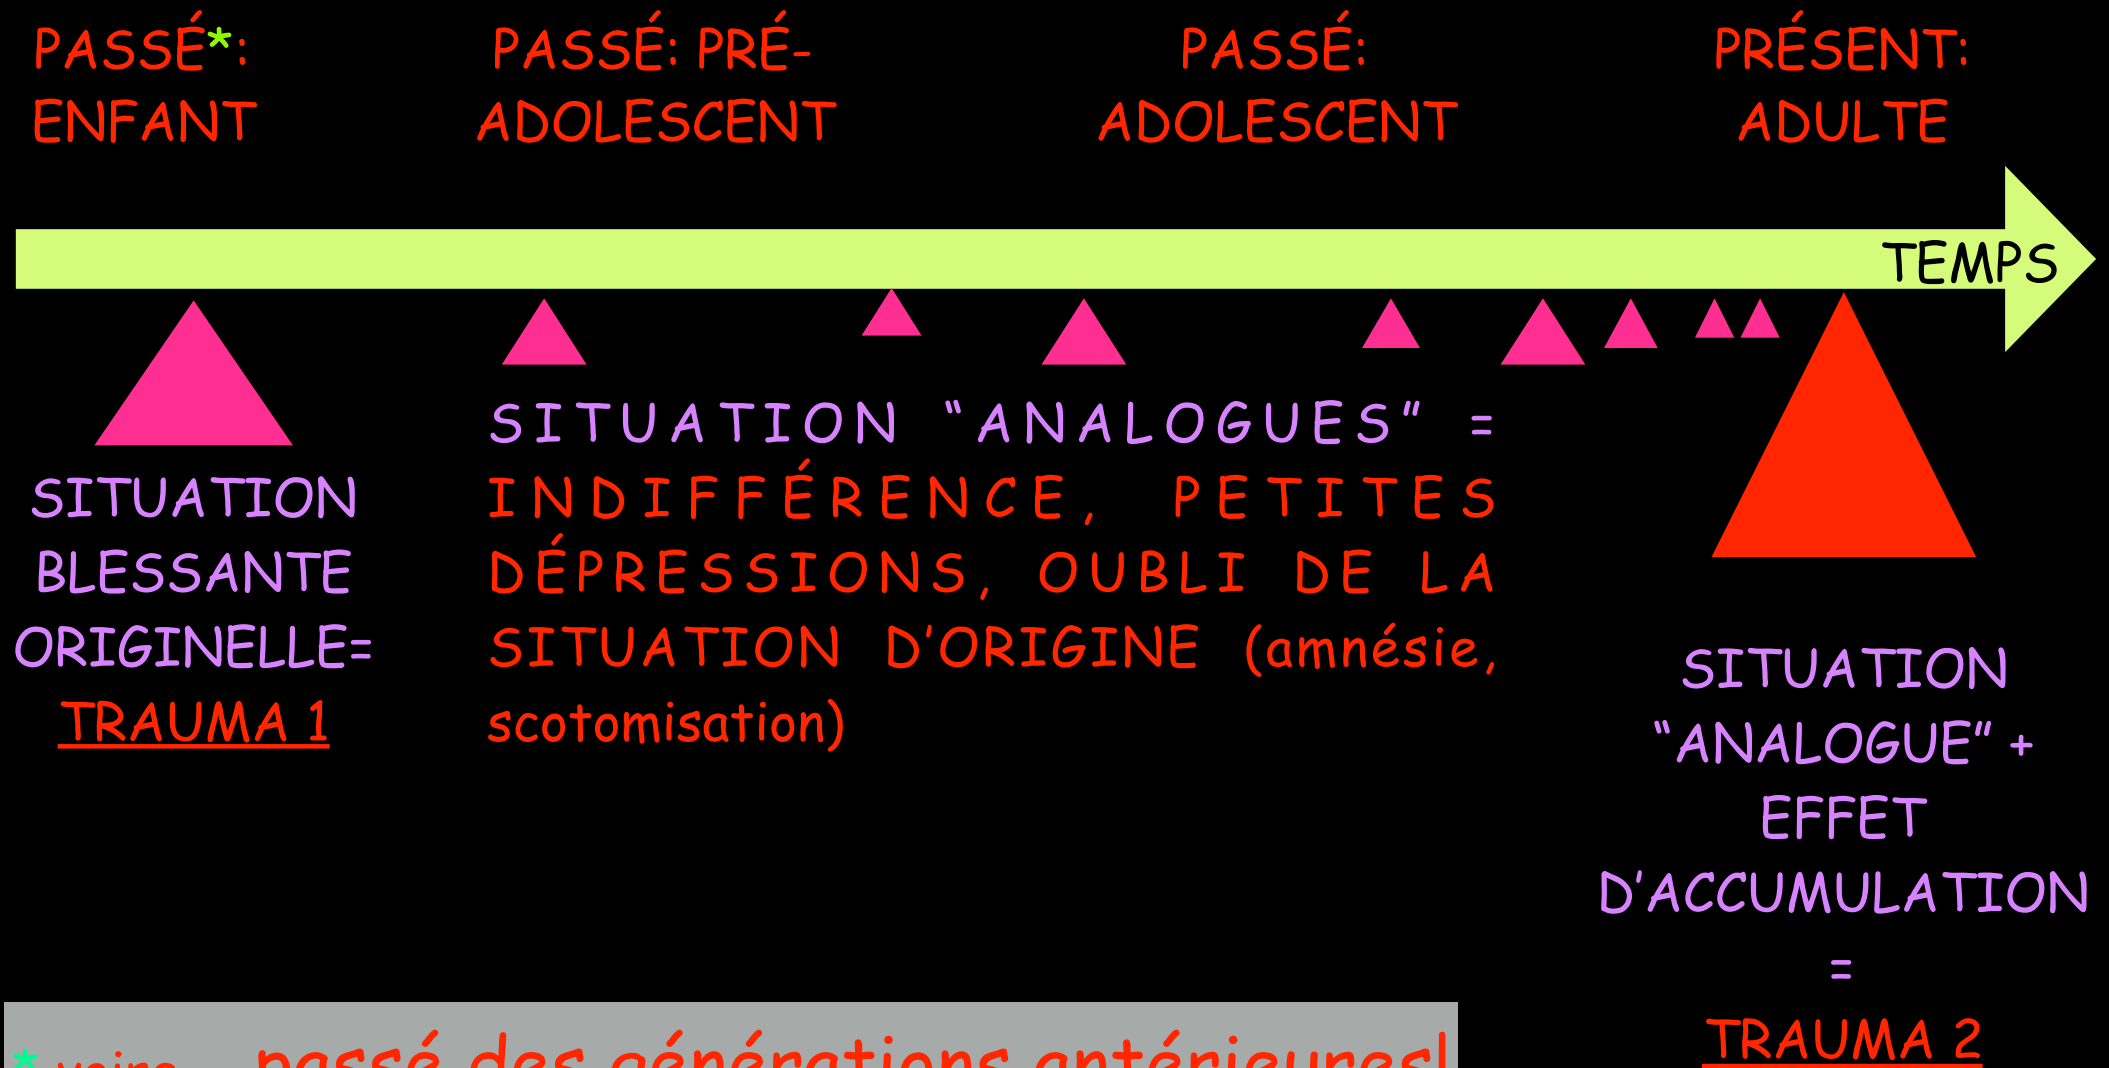 PASSÉ*:
ENFANT
PASSÉ: PRÉ-
ADOLESCENT
PASSÉ:
ADOLESCENT
PRÉSENT:
ADULTE
TEMPS
SITUATION
BLESSANTE
ORIGINELLE=
TRAUMA 1
SITUATION “ANALOGUES” =
INDIFFÉRENCE, PETITES
DÉPRESSIONS, OUBLI DE LA
SITUATION D’ORIGINE (amnésie,
scotomisation)
SITUATION
“ANALOGUE” +
EFFET
D’ACCUMULATION
=
TRAUMA 2
* voire passé des générations antérieures!